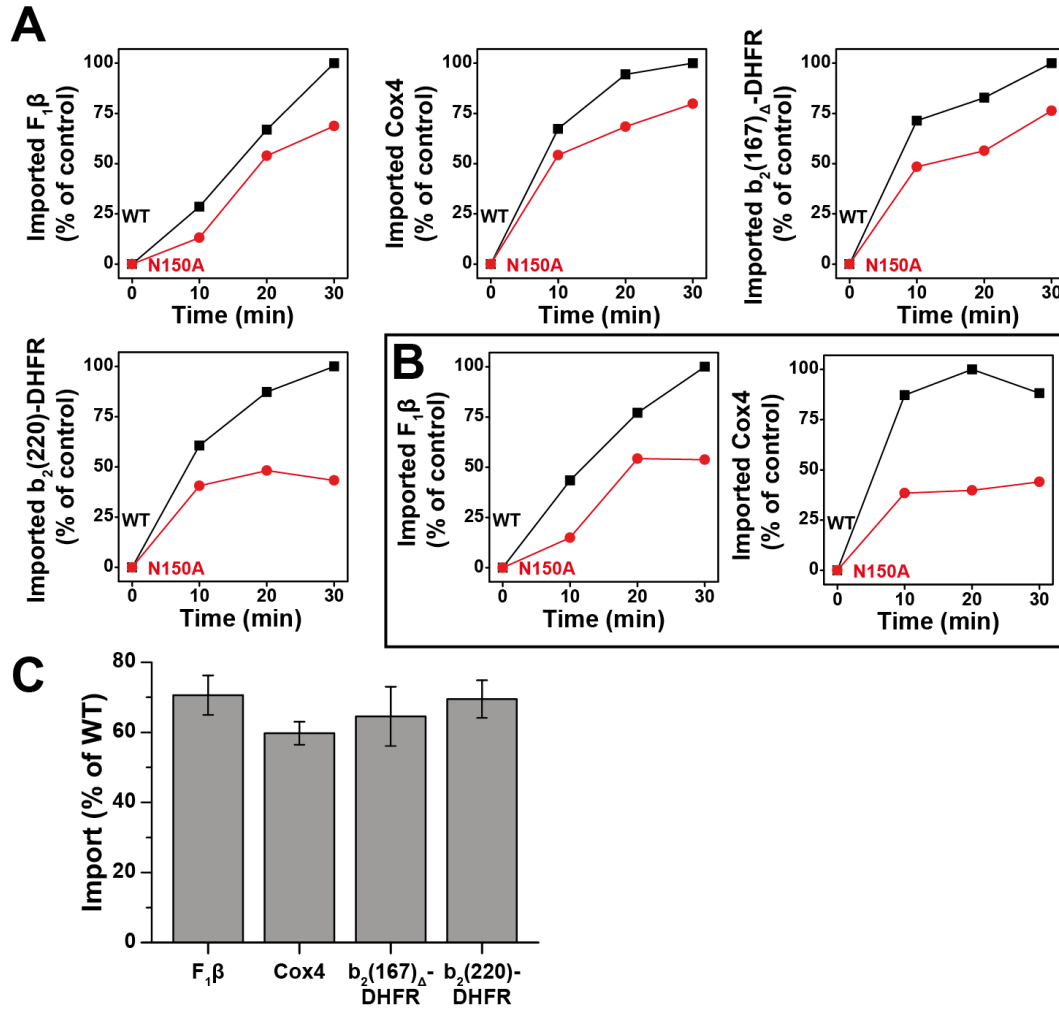 A
Imported F₁β
(% of control)
100
75
50
25
0
WT
N150A
0 10 20 30
Time (min)
Imported Cox4
(% of control)
100
75
50
25
0
WT
N150A
0 10 20 30
Time (min)
Imported b₂(167)Δ-DHFR
(% of control)
100
75
50
25
0
WT
N150A
0 10 20 30
Time (min)
Imported b₂(220)-DHFR
(% of control)
100
75
50
25
0
WT
N150A
0 10 20 30
Time (min)
B
Imported F₁β
(% of control)
100
75
50
25
0
WT
N150A
0 10 20 30
Time (min)
Imported Cox4
(% of control)
100
75
50
25
0
WT
N150A
0 10 20 30
Time (min)
C
Import (% of WT)
80
60
40
20
0
F₁β
Cox4
b₂(167)Δ-
DHFR
b₂(220)-
DHFR